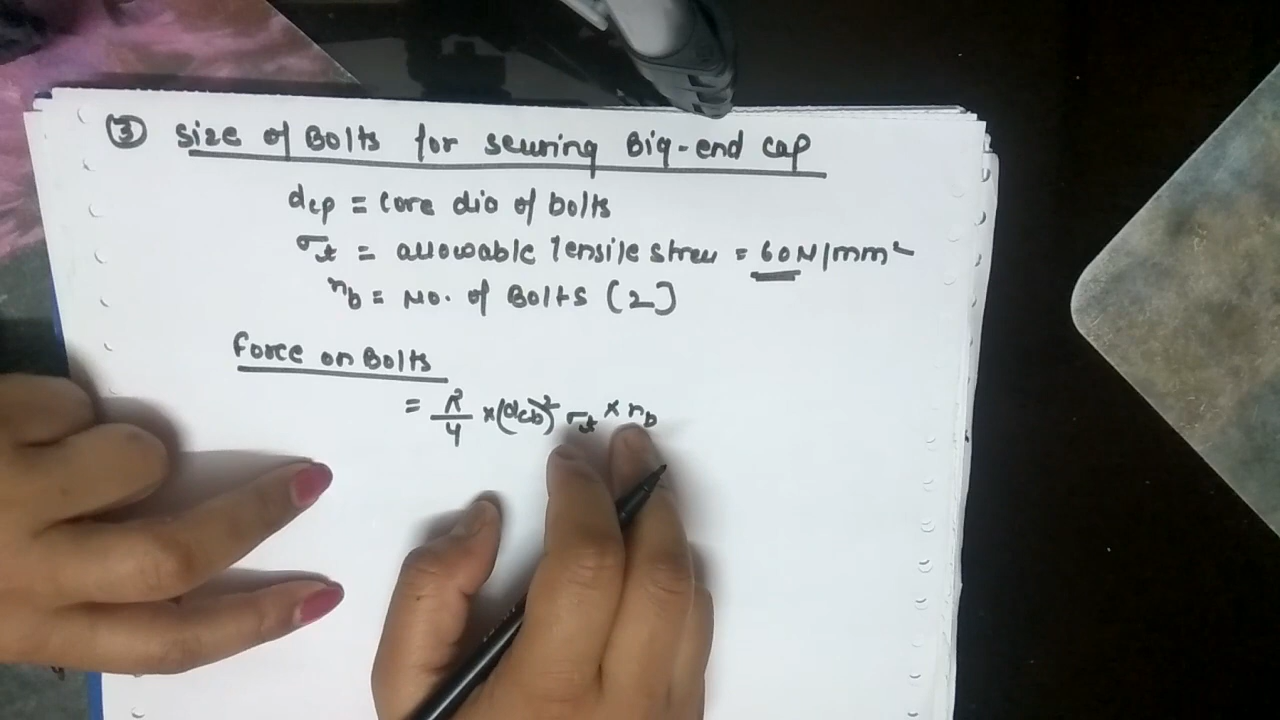 ③ Size of Bolts for securing Big-end cap
dcp = core dia of bolts
σt = allowable tensile stress = 60 N/mm²
nb = No. of Bolts (2)
force on Bolts
= π/4 × (dcb)² σt × nb